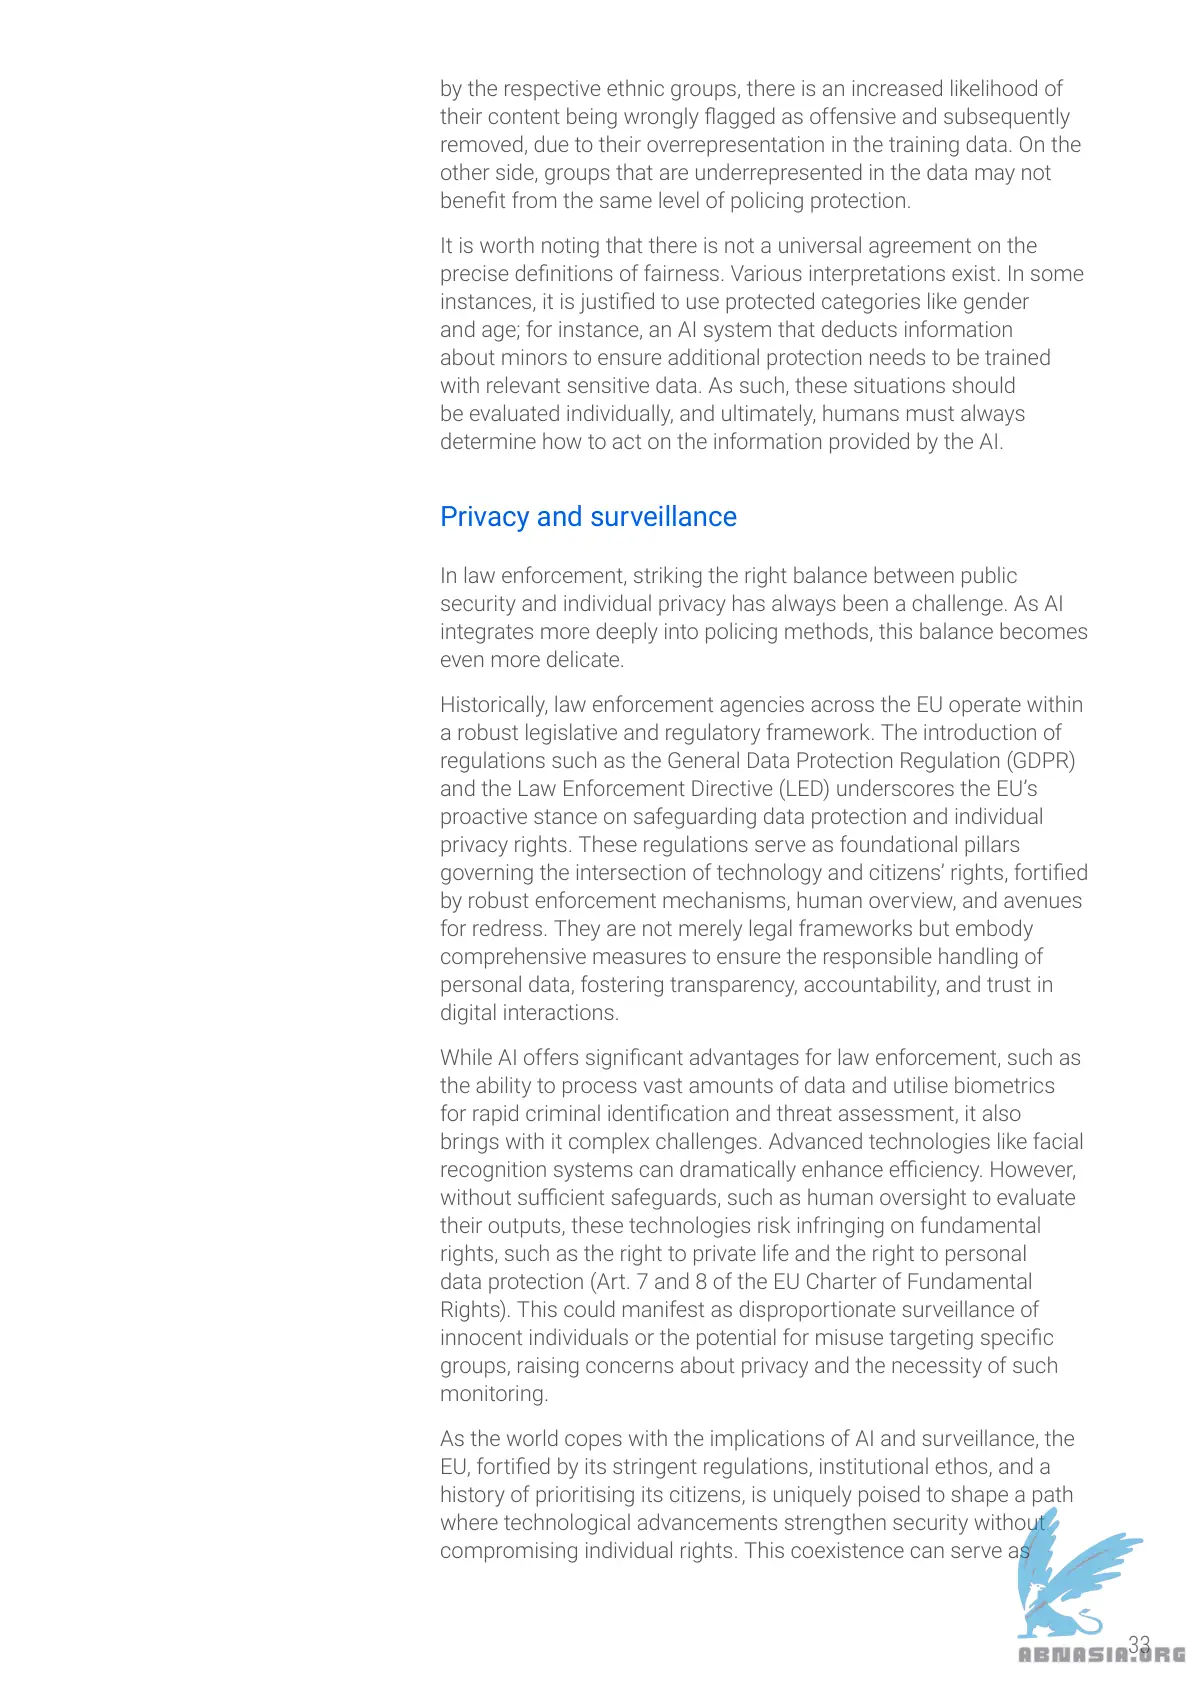 by the respective ethnic groups, there is an increased likelihood of
their content being wrongly flagged as offensive and subsequently
removed, due to their overrepresentation in the training data. On the
other side, groups that are underrepresented in the data may not
benefit from the same level of policing protection.
It is worth noting that there is not a universal agreement on the
precise definitions of fairness. Various interpretations exist. In some
instances, it is justified to use protected categories like gender
and age; for instance, an AI system that deducts information
about minors to ensure additional protection needs to be trained
with relevant sensitive data. As such, these situations should
be evaluated individually, and ultimately, humans must always
determine how to act on the information provided by the AI.
Privacy and surveillance
In law enforcement, striking the right balance between public
security and individual privacy has always been a challenge. As AI
integrates more deeply into policing methods, this balance becomes
even more delicate.
Historically, law enforcement agencies across the EU operate within
a robust legislative and regulatory framework. The introduction of
regulations such as the General Data Protection Regulation (GDPR)
and the Law Enforcement Directive (LED) underscores the EU’s
proactive stance on safeguarding data protection and individual
privacy rights. These regulations serve as foundational pillars
governing the intersection of technology and citizens’ rights, fortified
by robust enforcement mechanisms, human overview, and avenues
for redress. They are not merely legal frameworks but embody
comprehensive measures to ensure the responsible handling of
personal data, fostering transparency, accountability, and trust in
digital interactions.
While AI offers significant advantages for law enforcement, such as
the ability to process vast amounts of data and utilise biometrics
for rapid criminal identification and threat assessment, it also
brings with it complex challenges. Advanced technologies like facial
recognition systems can dramatically enhance efficiency. However,
without sufficient safeguards, such as human oversight to evaluate
their outputs, these technologies risk infringing on fundamental
rights, such as the right to private life and the right to personal
data protection (Art. 7 and 8 of the EU Charter of Fundamental
Rights). This could manifest as disproportionate surveillance of
innocent individuals or the potential for misuse targeting specific
groups, raising concerns about privacy and the necessity of such
monitoring.
As the world copes with the implications of AI and surveillance, the
EU, fortified by its stringent regulations, institutional ethos, and a
history of prioritising its citizens, is uniquely poised to shape a path
where technological advancements strengthen security without
compromising individual rights. This coexistence can serve as
33
ABNASIA.ORG